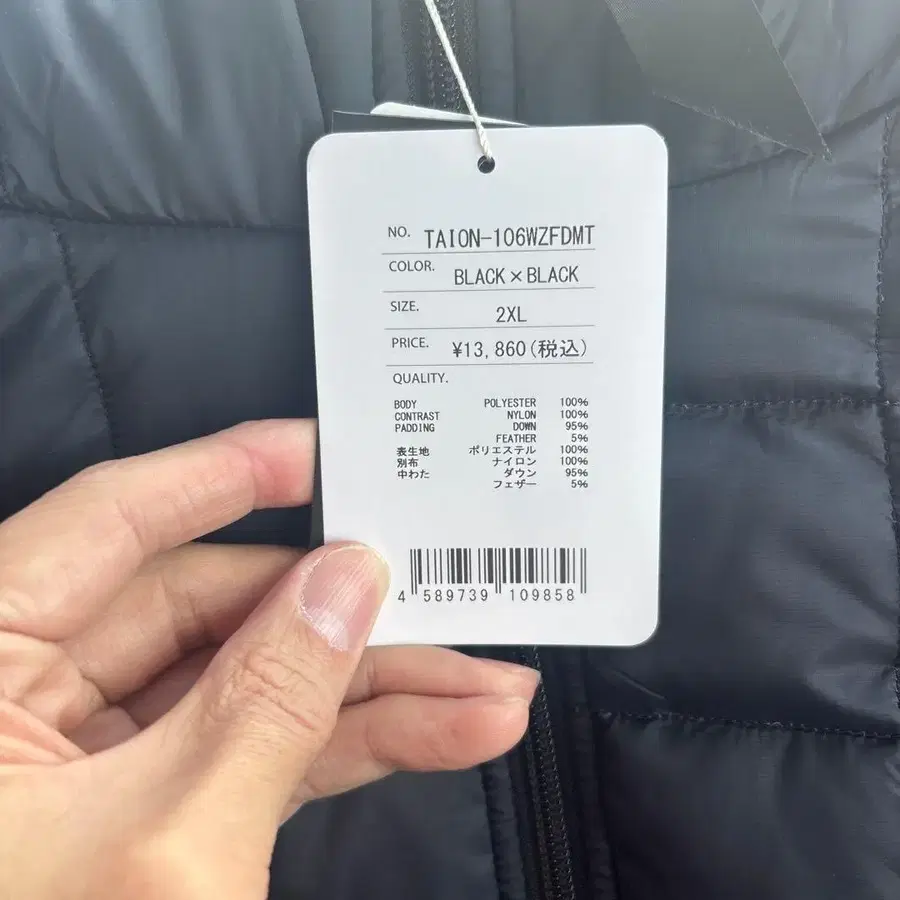 NO. TAION-106WZFDMT
COLOR. BLACK×BLACK
SIZE. 2XL
PRICE. ¥13,860(税込)
QUALITY.
BODY POLYESTER 100%
CONTRAST NYLON 100%
PADDING DOWN 95%
FEATHER 5%
表生地 ポリエステル 100%
別布 ナイロン 100%
中わた ダウン 95%
フェザー 5%
4 589739 109858